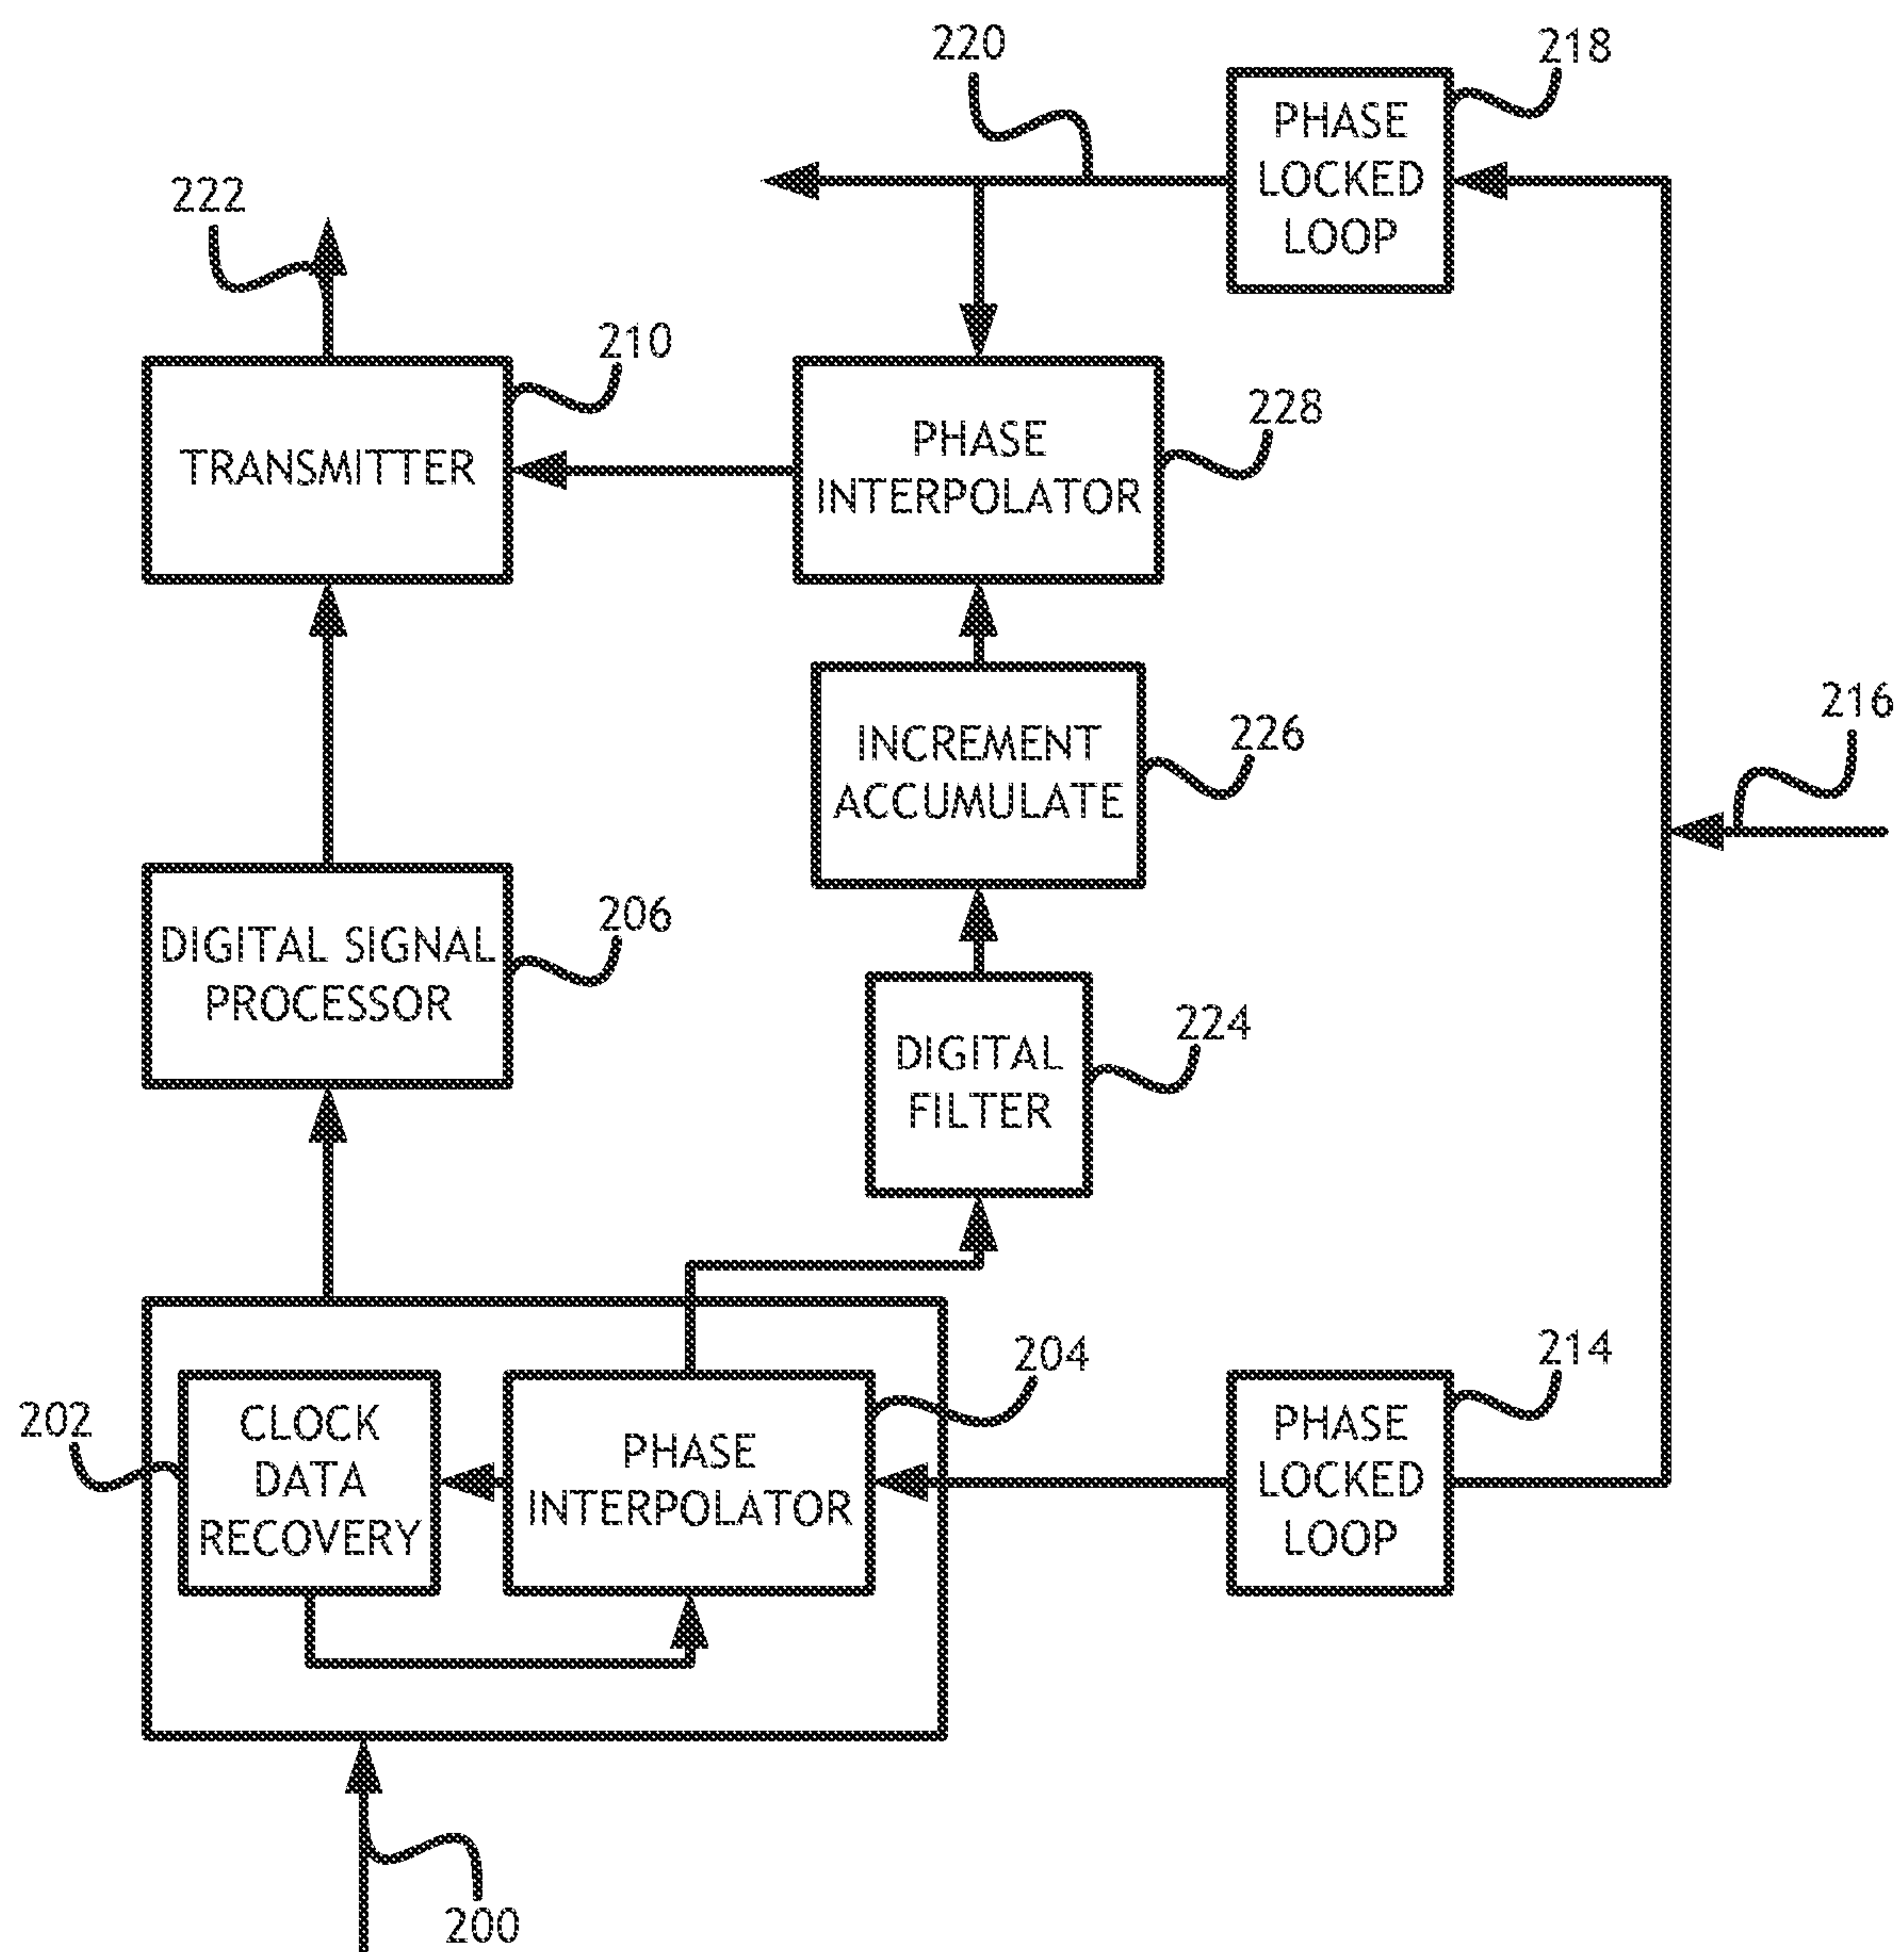 220
218
PHASE
LOCKED
LOOP
222
210
TRANSMITTER
228
PHASE
INTERPOLATOR
216
226
INCREMENT
ACCUMULATE
206
DIGITAL SIGNAL
PROCESSOR
224
DIGITAL
FILTER
202
CLOCK
DATA
RECOVERY
204
PHASE
INTERPOLATOR
214
PHASE
LOCKED
LOOP
200